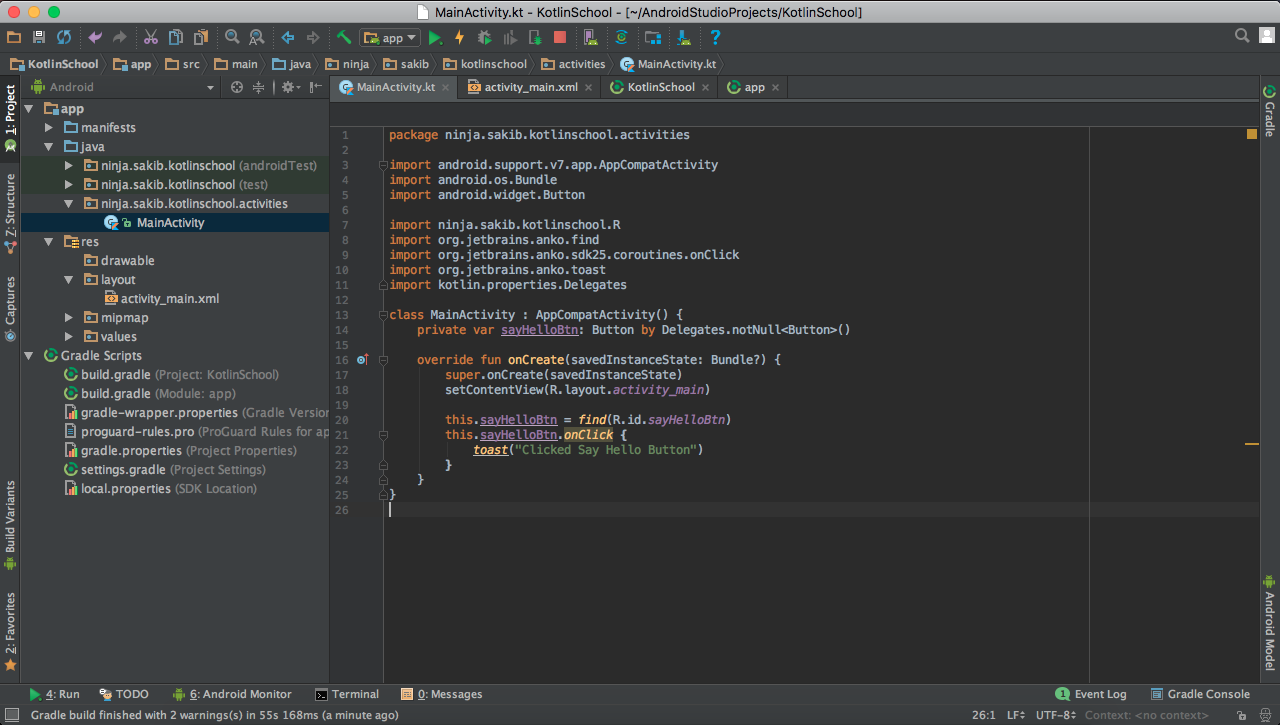 MainActivity.kt - KotlinSchool - [~/AndroidStudioProjects/KotlinSchool]
app
KotlinSchool app src main java ninja sakib kotlinschool activities MainActivity.kt
1: Project
Z: Structure
Captures
Build Variants
2: Favorites
Android
app
manifests
java
ninja.sakib.kotlinschool (androidTest)
ninja.sakib.kotlinschool (test)
ninja.sakib.kotlinschool.activities
MainActivity
res
drawable
layout
activity_main.xml
mipmap
values
Gradle Scripts
build.gradle (Project: KotlinSchool)
build.gradle (Module: app)
gradle-wrapper.properties (Gradle Version
proguard-rules.pro (ProGuard Rules for ap
gradle.properties (Project Properties)
settings.gradle (Project Settings)
local.properties (SDK Location)
MainActivity.kt activity_main.xml KotlinSchool app
1 package ninja.sakib.kotlinschool.activities
2
3 import android.support.v7.app.AppCompatActivity
4 import android.os.Bundle
5 import android.widget.Button
6
7 import ninja.sakib.kotlinschool.R
8 import org.jetbrains.anko.find
9 import org.jetbrains.anko.sdk25.coroutines.onClick
10 import org.jetbrains.anko.toast
11 import kotlin.properties.Delegates
12
13 class MainActivity : AppCompatActivity() {
14 private var sayHelloBtn: Button by Delegates.notNull<Button>()
15
16 override fun onCreate(savedInstanceState: Bundle?) {
17 super.onCreate(savedInstanceState)
18 setContentView(R.layout.activity_main)
19
20 this.sayHelloBtn = find(R.id.sayHelloBtn)
21 this.sayHelloBtn.onClick {
22 toast("Clicked Say Hello Button")
23 }
24 }
25 }
26
Gradle
Android Model
4: Run TODO 6: Android Monitor Terminal 0: Messages 1 Event Log Gradle Console
Gradle build finished with 2 warnings(s) in 55s 168ms (a minute ago) 26:1 LF UTF-8 Context: <no context>